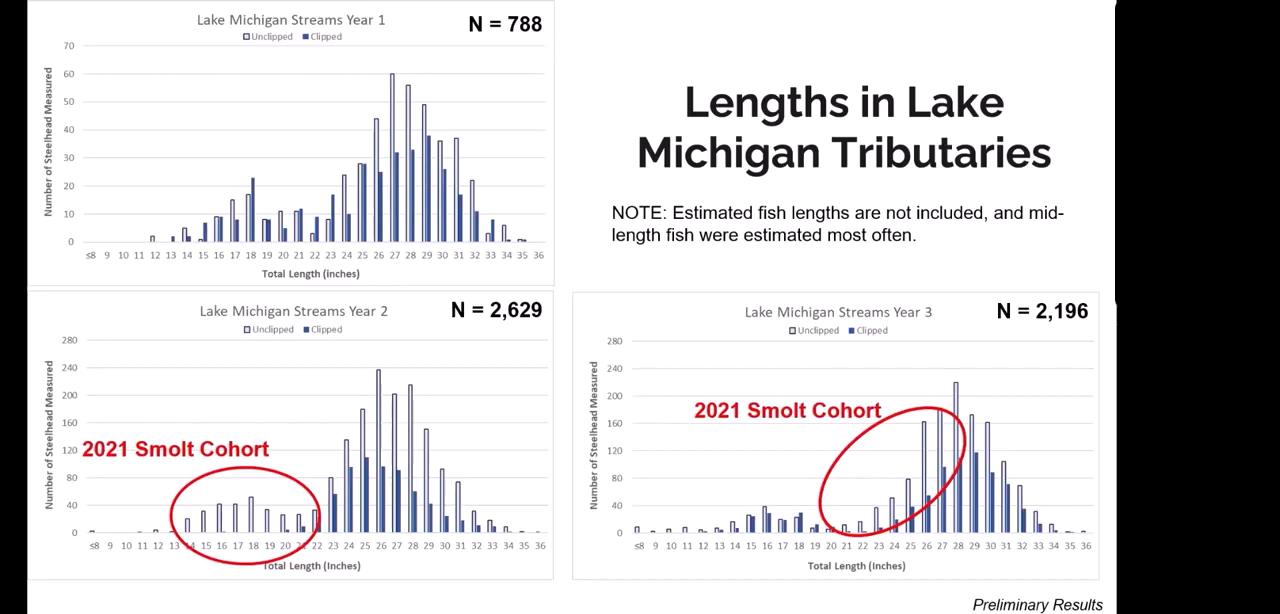 Lake Michigan Streams Year 1
N = 788
Unclipped Clipped
Number of Steelhead Measured
70
60
50
40
30
20
10
0
≤8 9 10 11 12 13 14 15 16 17 18 19 20 21 22 23 24 25 26 27 28 29 30 31 32 33 34 35 36
Total Length (inches)
Lengths in Lake
Michigan Tributaries
NOTE: Estimated fish lengths are not included, and mid-
length fish were estimated most often.
Lake Michigan Streams Year 2
N = 2,629
Unclipped Clipped
Number of Steelhead Measured
280
240
200
160
120
80
40
0
2021 Smolt Cohort
≤8 9 10 11 12 13 14 15 16 17 18 19 20 21 22 23 24 25 26 27 28 29 30 31 32 33 34 35 36
Total Length (Inches)
Lake Michigan Streams Year 3
N = 2,196
Unclipped Clipped
Number of Steelhead Measured
280
240
200
160
120
80
40
0
2021 Smolt Cohort
≤8 9 10 11 12 13 14 15 16 17 18 19 20 21 22 23 24 25 26 27 28 29 30 31 32 33 34 35 36
Total Length (Inches)
Preliminary Results